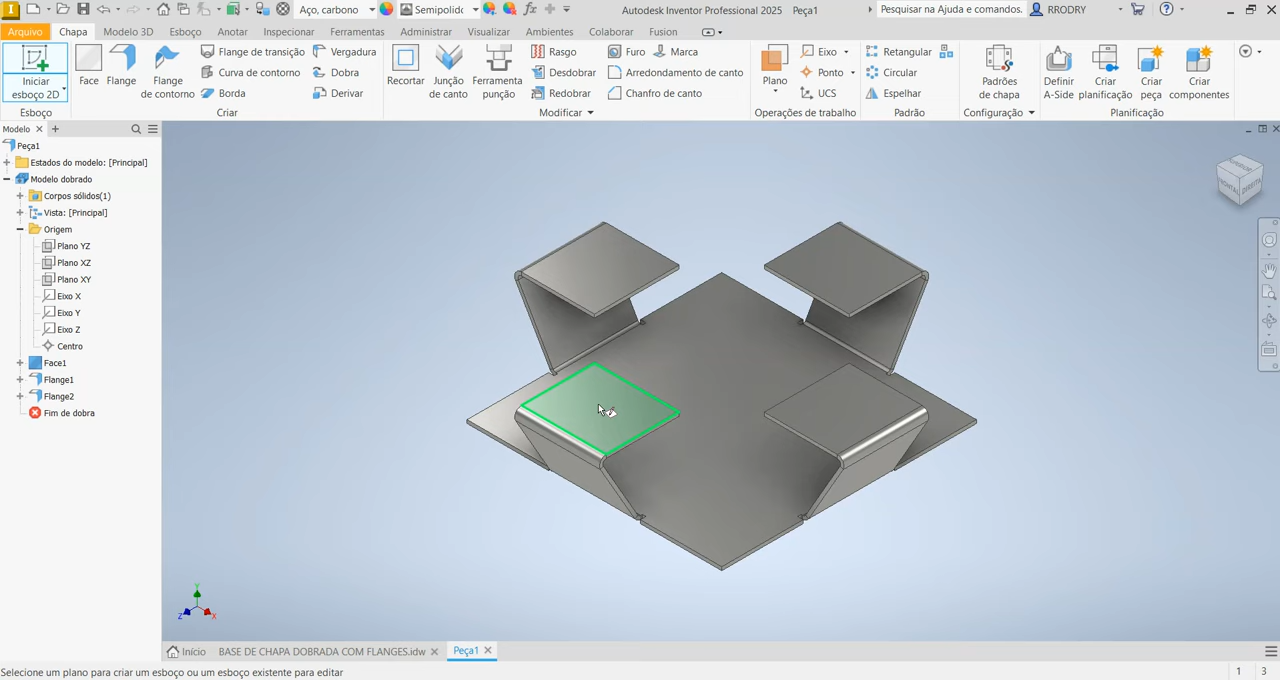 Aço, carbono
Semipolido
Autodesk Inventor Professional 2025 Peça1
Pesquisar na Ajuda e comandos.
RRODRY
Arquivo Chapa Modelo 3D Esboço Anotar Inspecionar Ferramentas Administrar Visualizar Ambientes Colaborar Fusion
Iniciar
esboço 2D
Esboço
Face
Flange
Flange
de contorno
Flange de transição
Curva de contorno
Borda
Vergadura
Dobra
Derivar
Criar
Recortar
Junção
de canto
Ferramenta
punção
Rasgo
Desdobrar
Redobrar
Furo
Marca
Arredondamento de canto
Chanfro de canto
Modificar
Plano
Eixo
Ponto
UCS
Operações de trabalho
Retangular
Circular
Espelhar
Padrão
Padrões
de chapa
Configuração
Definir
A-Side
Criar
planificação
Criar
peça
Criar
componentes
Planificação
Modelo
Peça1
Estados do modelo: [Principal]
Modelo dobrado
Corpos sólidos(1)
Vista: [Principal]
Origem
Plano YZ
Plano XZ
Plano XY
Eixo X
Eixo Y
Eixo Z
Centro
Face1
Flange1
Flange2
Fim de dobra
FRONTAL
DIREITA
Y
Z
X
Início BASE DE CHAPA DOBRADA COM FLANGES.idw Peça1
Selecione um plano para criar um esboço ou um esboço existente para editar
1 3